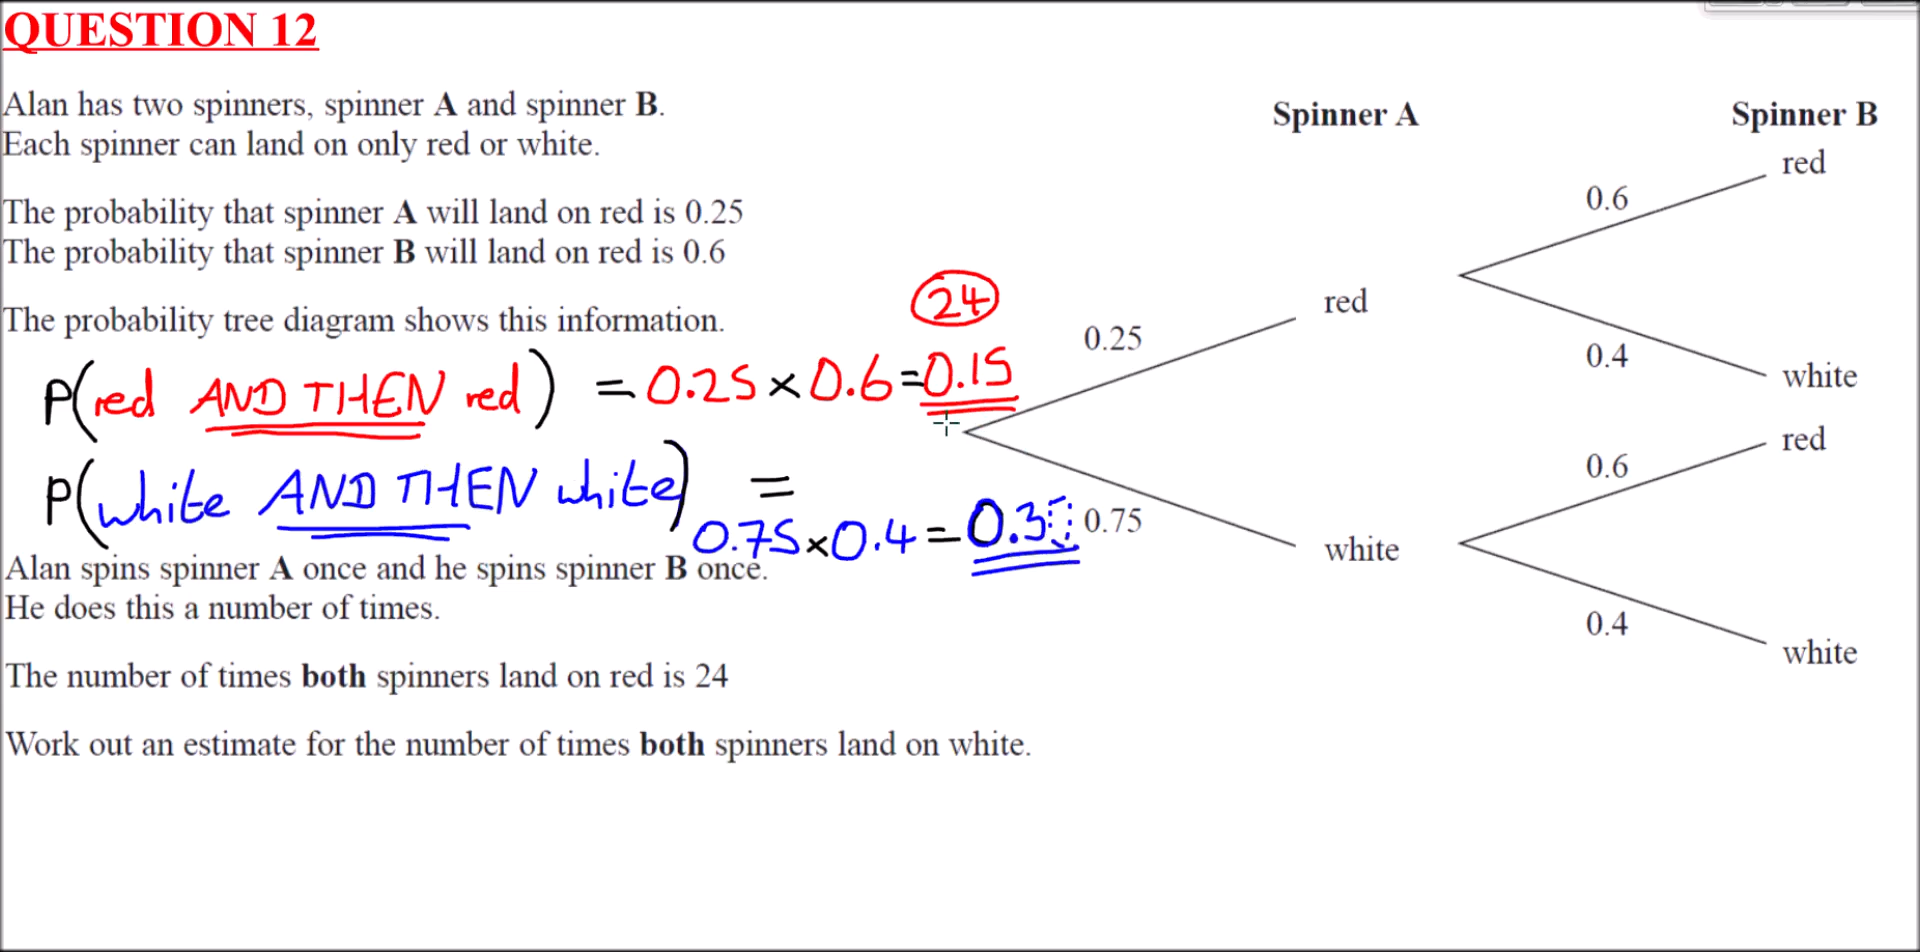 QUESTION 12
Alan has two spinners, spinner A and spinner B.
Each spinner can land on only red or white.
The probability that spinner A will land on red is 0.25
The probability that spinner B will land on red is 0.6
The probability tree diagram shows this information.
24
P(red AND THEN red) = 0.25 × 0.6 = 0.15
P(white AND THEN white) =
0.75 × 0.4 = 0.30
Alan spins spinner A once and he spins spinner B once.
He does this a number of times.
The number of times both spinners land on red is 24
Work out an estimate for the number of times both spinners land on white.
Spinner A
Spinner B
red
0.6
red
0.25
0.4
white
red
0.6
0.75
white
0.4
white